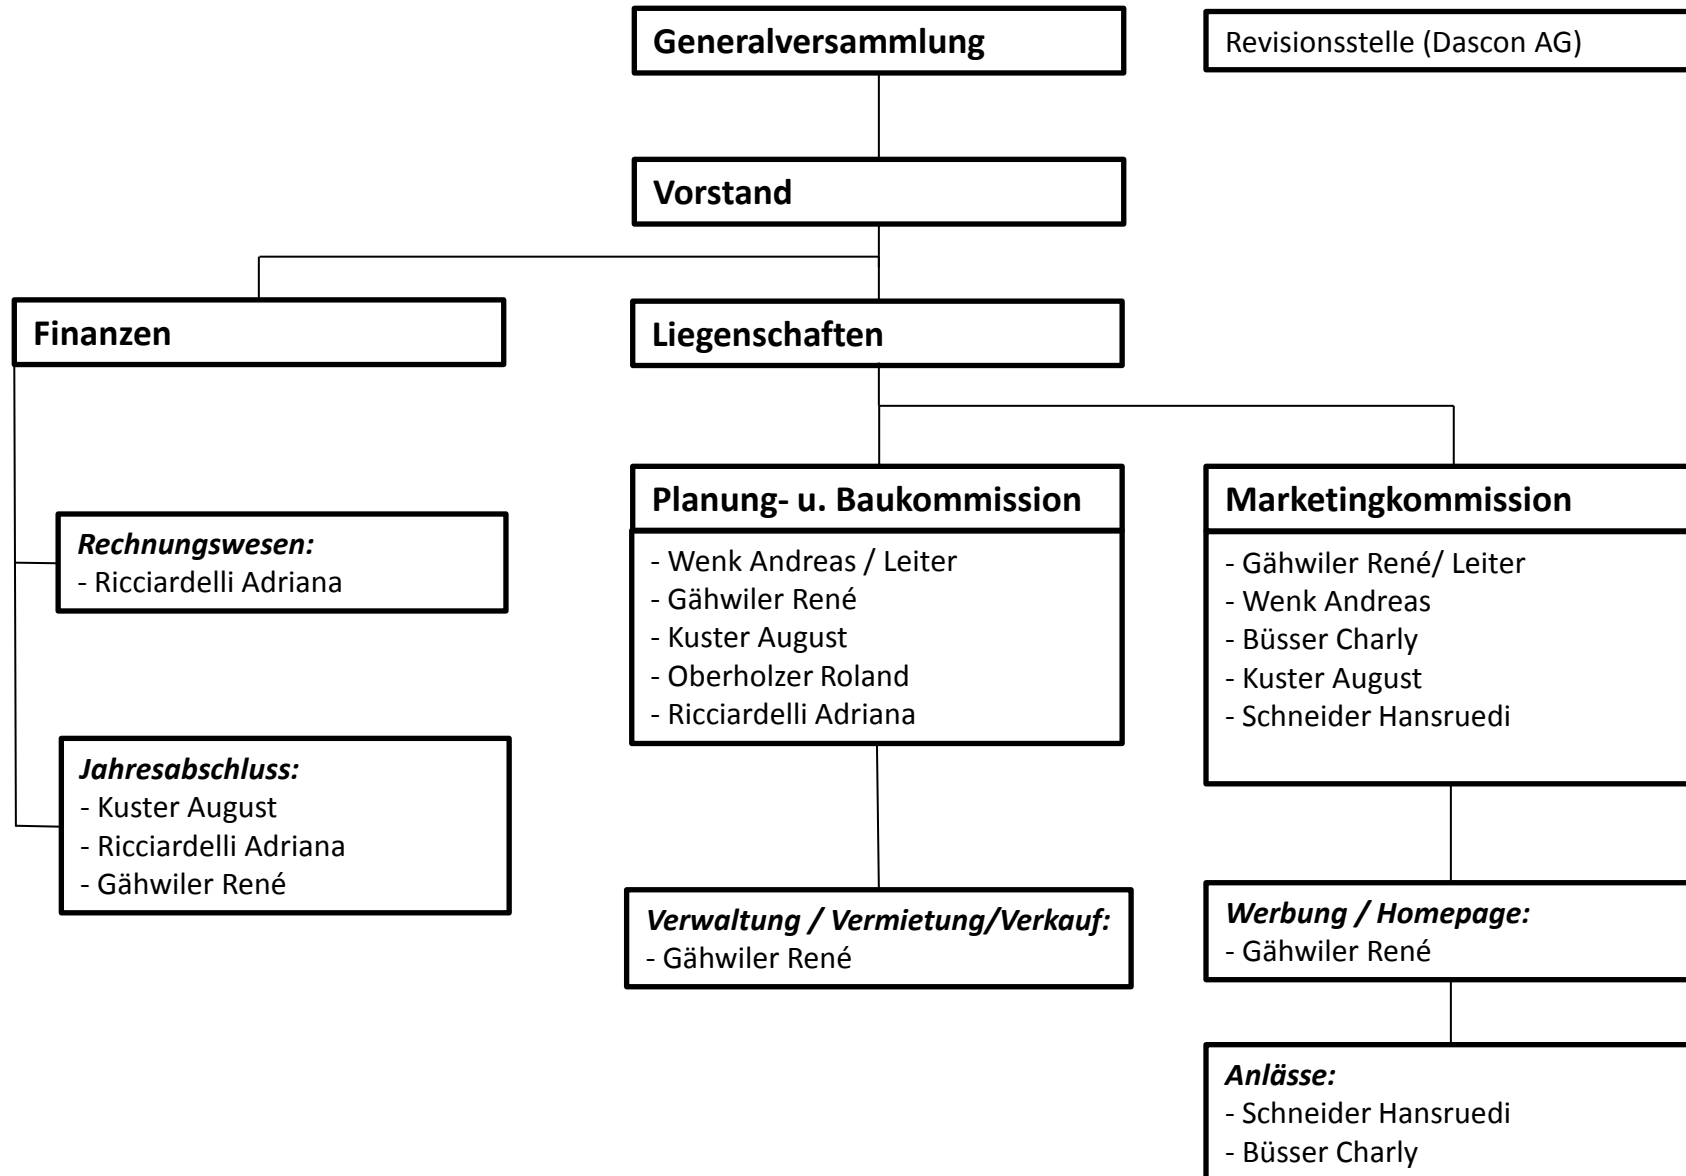 Generalversammlung
Revisionsstelle (Dascon AG)
Vorstand
Finanzen
Liegenschaften
Rechnungswesen:
- Ricciardelli Adriana
Jahresabschluss:
- Kuster August
- Ricciardelli Adriana
- Gähwiler René
Planung- u. Baukommission
- Wenk Andreas / Leiter
- Gähwiler René
- Kuster August
- Oberholzer Roland
- Ricciardelli Adriana
Verwaltung / Vermietung/Verkauf:
- Gähwiler René
Marketingkommission
- Gähwiler René/ Leiter
- Wenk Andreas
- Büsser Charly
- Kuster August
- Schneider Hansruedi
Werbung / Homepage:
- Gähwiler René
Anlässe:
- Schneider Hansruedi
- Büsser Charly